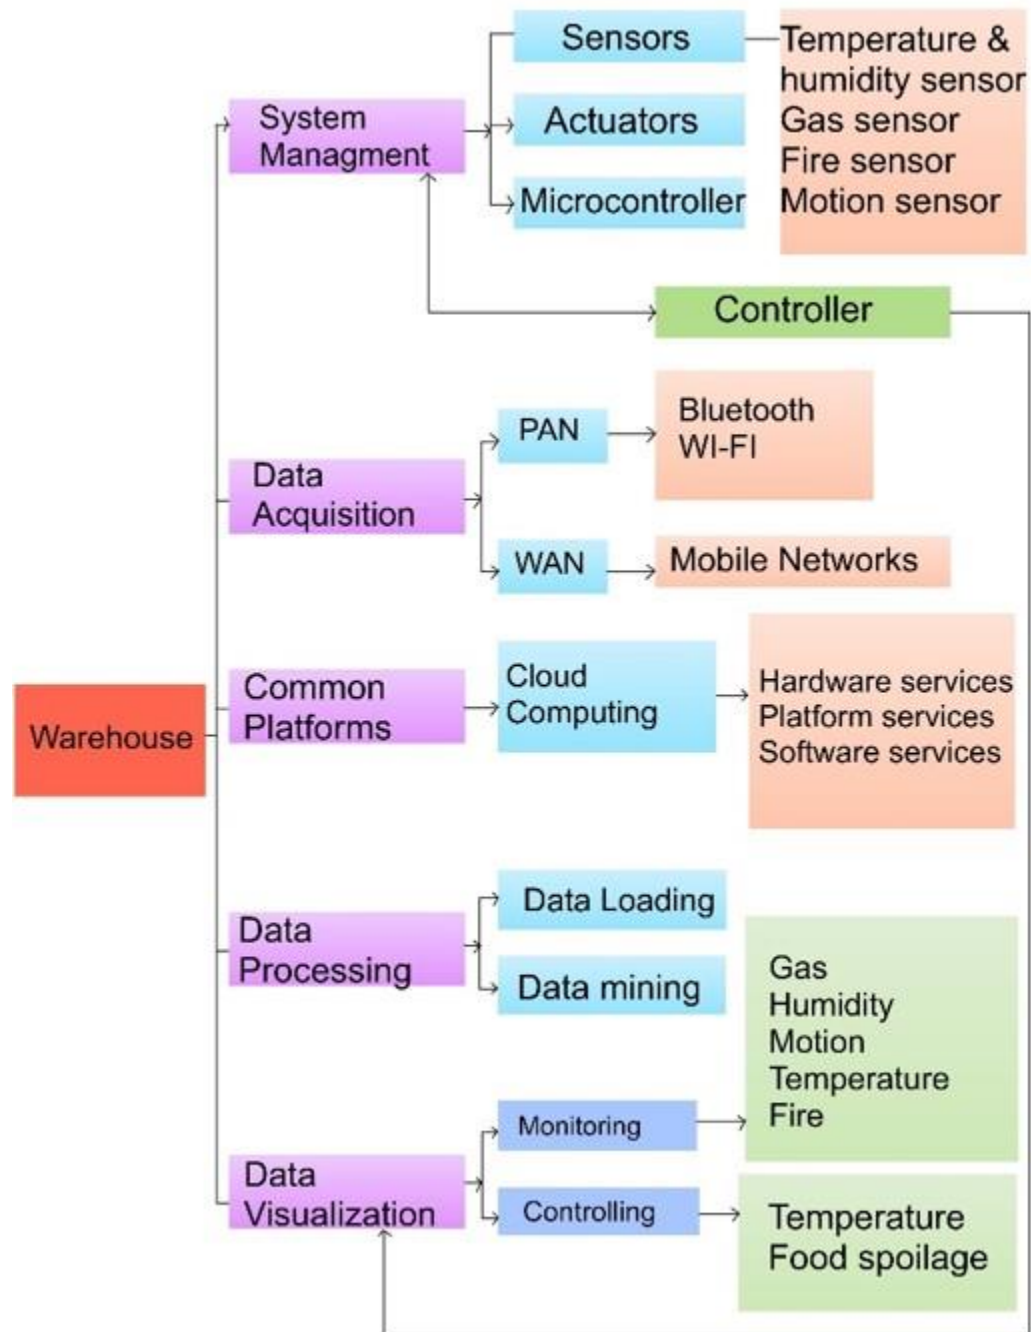 Sensors
Temperature &
humidity sensor
Gas sensor
Fire sensor
Motion sensor
System
Managment
Actuators
Microcontroller
Controller
Data
Acquisition
PAN
Bluetooth
WI-FI
WAN
Mobile Networks
Warehouse
Common
Platforms
Cloud
Computing
Hardware services
Platform services
Software services
Data
Processing
Data Loading
Data mining
Gas
Humidity
Motion
Temperature
Fire
Data
Visualization
Monitoring
Controlling
Temperature
Food spoilage